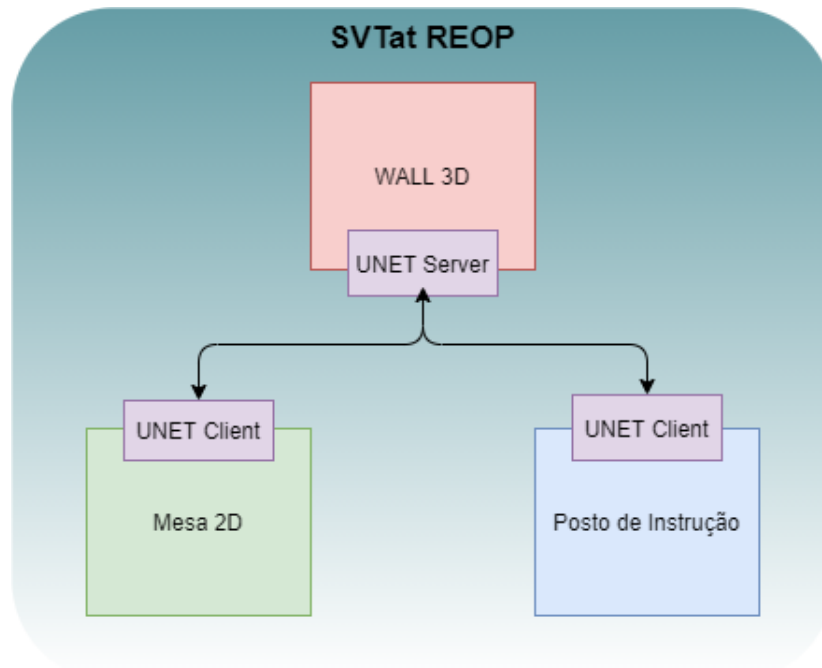 SVTat REOP
WALL 3D
UNET Server
UNET Client
UNET Client
Mesa 2D
Posto de Instrução